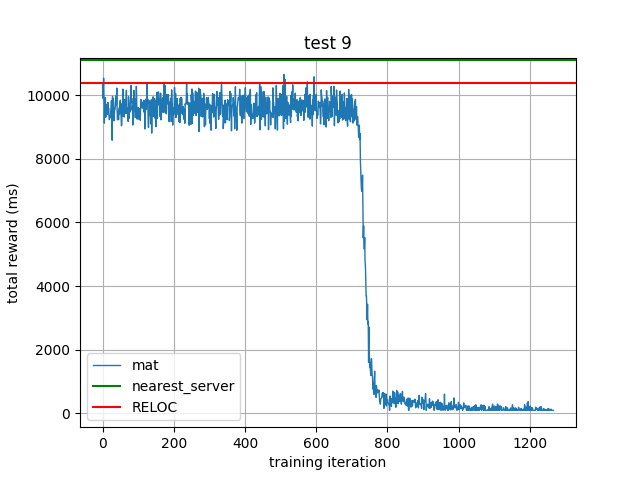 test 9
total reward (ms)
10000
8000
6000
4000
2000
0
mat
nearest_server
RELOC
0 200 400 600 800 1000 1200
training iteration